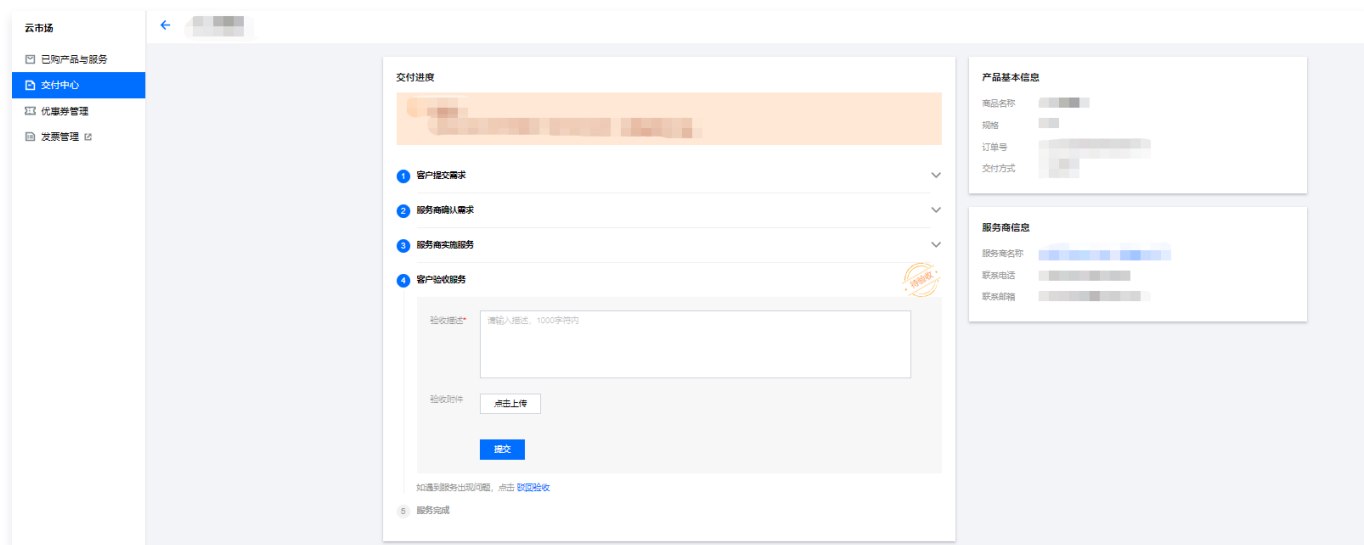 云市场
已购产品与服务
交付中心
优惠券管理
发票管理
交付进度
1 客户提交需求
2 服务商确认需求
3 服务商实施服务
4 客户验收服务
待验收
验收描述*
请输入描述，1000字符内
验收附件
点击上传
提交
如遇到服务出现问题，点击 驳回验收
5 服务完成
产品基本信息
商品名称
规格
订单号
交付方式
服务商信息
服务商名称
联系电话
联系邮箱